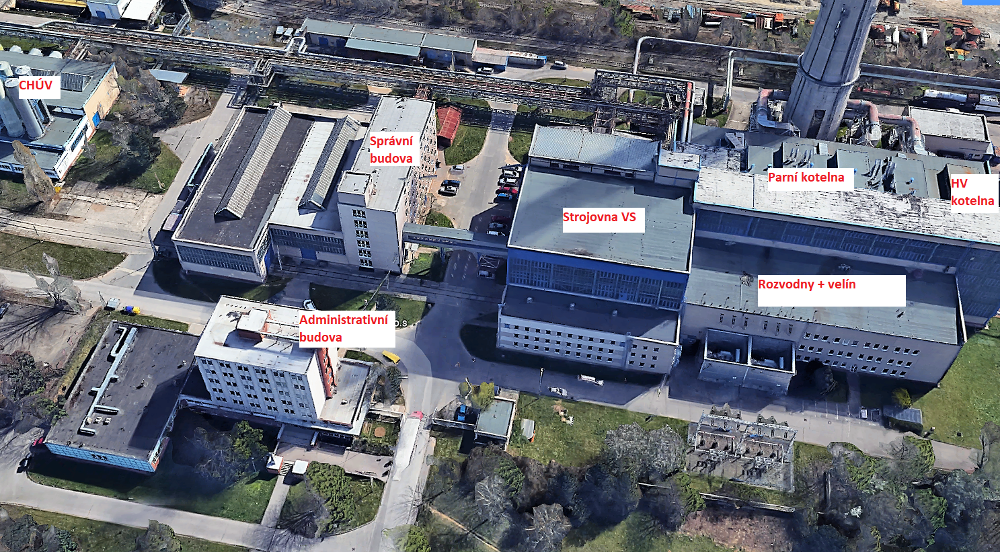 CHÚV
Správní
budova
Parní kotelna
HV
kotelna
Strojovna VS
Rozvodny + velín
Administrativní
budova
o.s